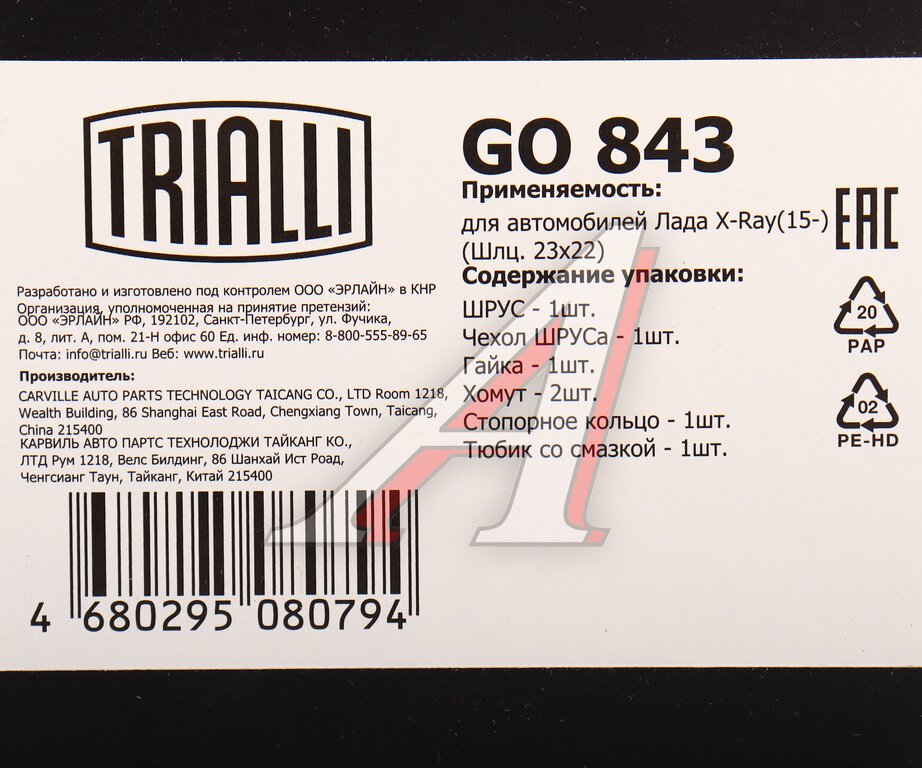 TRIALLI
Разработано и изготовлено под контролем ООО «ЭРЛАЙН» в КНР
Организация, уполномоченная на принятие претензий:
ООО «ЭРЛАЙН» РФ, 192102, Санкт-Петербург, ул. Фучика,
д. 8, лит. А, пом. 21-Н офис 60 Ед. инф. номер: 8-800-555-89-65
Почта: info@trialli.ru Веб: www.trialli.ru
Производитель:
CARVILLE AUTO PARTS TECHNOLOGY TAICANG CO., LTD Room 1218,
Wealth Building, 86 Shanghai East Road, Chengxiang Town, Taicang,
China 215400
КАРВИЛЬ АВТО ПАРТС ТЕХНОЛОДЖИ ТАЙКАНГ КО.,
ЛТД Рум 1218, Велс Билдинг, 86 Шанхай Ист Роад,
Ченгсианг Таун, Тайканг, Китай 215400
4 680295 080794
GO 843
Применяемость:
для автомобилей Лада X-Ray(15-)
(Шлц. 23x22)
Содержание упаковки:
ШРУС - 1шт.
Чехол ШРУСа - 1шт.
Гайка - 1шт.
Хомут - 2шт.
Стопорное кольцо - 1шт.
Тюбик со смазкой - 1шт.
EAC
20
PAP
02
PE-HD